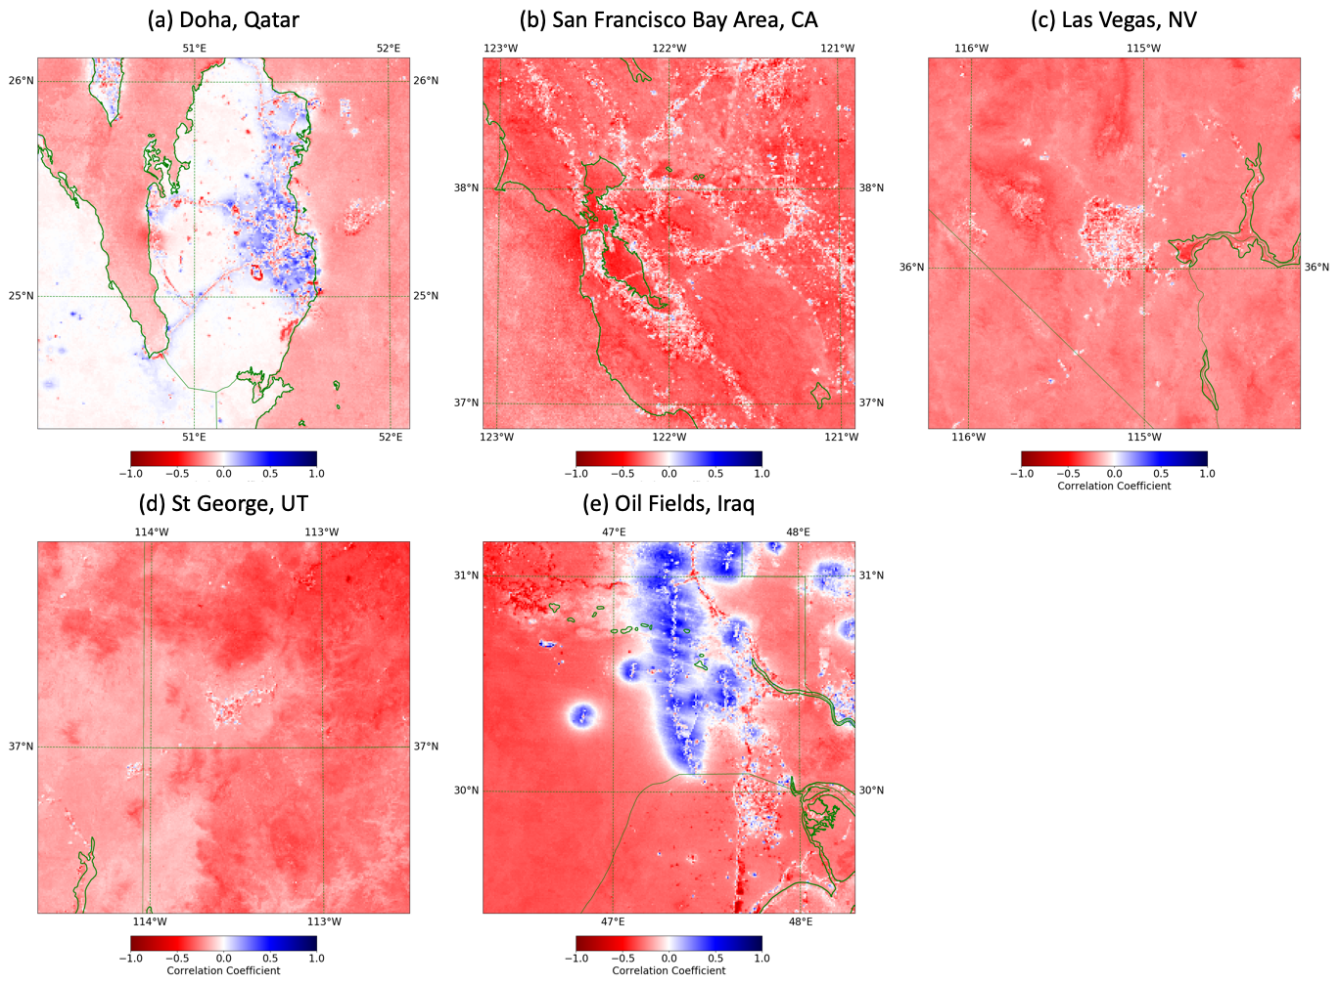 (a) Doha, Qatar
(b) San Francisco Bay Area, CA
(c) Las Vegas, NV
51°E 52°E
123°W 122°W 121°W
116°W 115°W
26°N 26°N
38°N 38°N
36°N 36°N
25°N 25°N
37°N 37°N
51°E 52°E
123°W 122°W 121°W
116°W 115°W
−1.0 −0.5 0.0 0.5 1.0
−1.0 −0.5 0.0 0.5 1.0
−1.0 −0.5 0.0 0.5 1.0
Correlation Coefficient
(d) St George, UT
(e) Oil Fields, Iraq
114°W 113°W
47°E 48°E
31°N 31°N
37°N 37°N
30°N 30°N
114°W 113°W
47°E 48°E
−1.0 −0.5 0.0 0.5 1.0
Correlation Coefficient
−1.0 −0.5 0.0 0.5 1.0
Correlation Coefficient